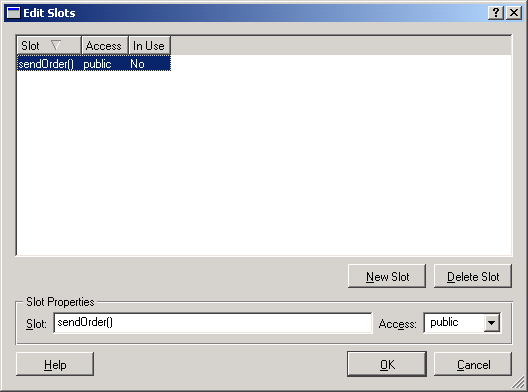 Edit Slots
Slot Access In Use
sendOrder() public No
New Slot Delete Slot
Slot Properties
Slot: sendOrder() Access: public
Help OK Cancel